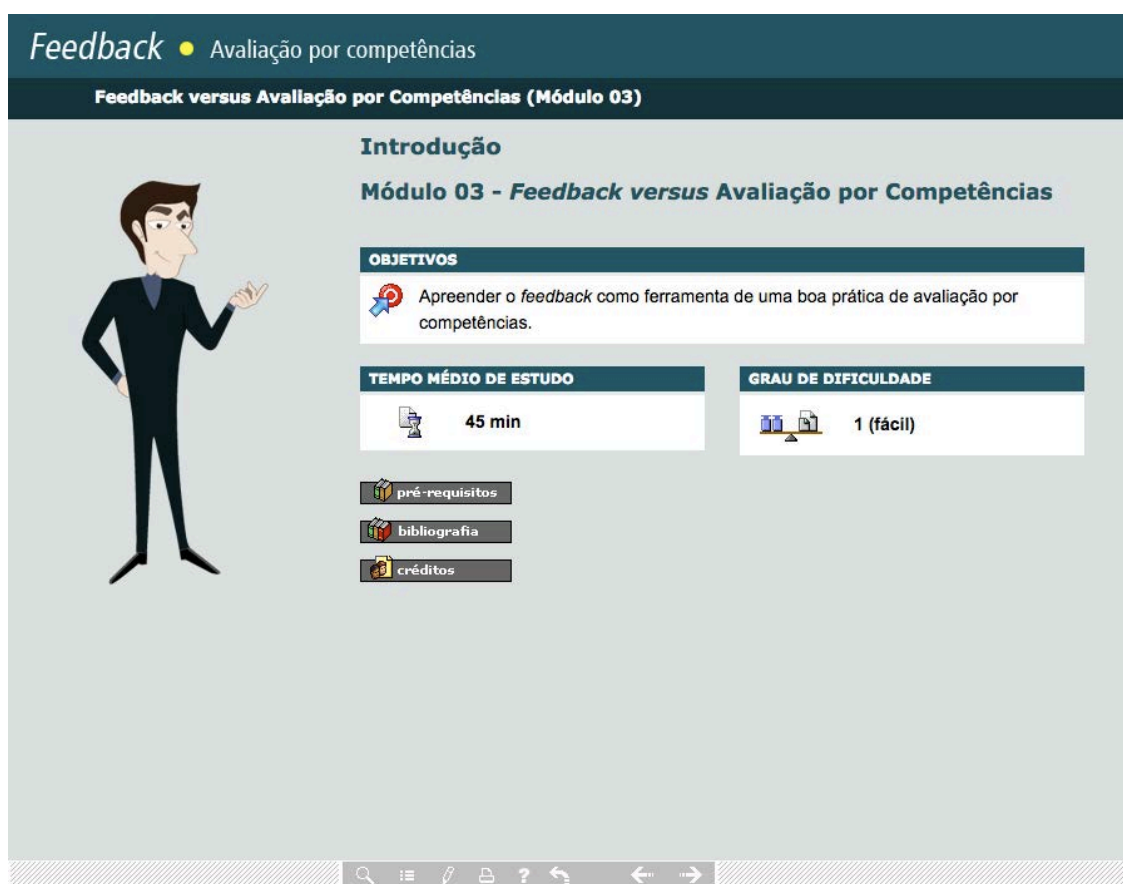 Feedback • Avaliação por competências
Feedback versus Avaliação por Competências (Módulo 03)
Introdução
Módulo 03 - Feedback versus Avaliação por Competências
OBJETIVOS
Apreender o feedback como ferramenta de uma boa prática de avaliação por
competências.
TEMPO MÉDIO DE ESTUDO
45 min
GRAU DE DIFICULDADE
1 (fácil)
pré-requisitos
bibliografia
créditos
?